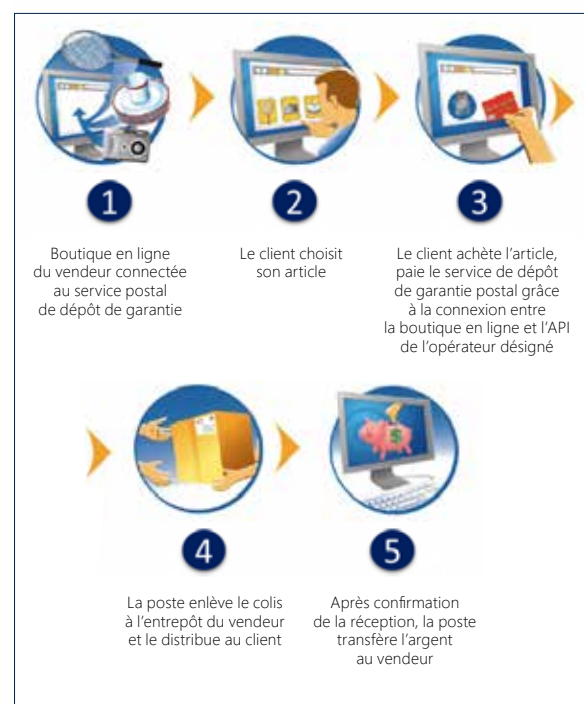 1
Boutique en ligne
du vendeur connectée
au service postal
de dépôt de garantie
2
Le client choisit
son article
3
Le client achète l’article,
paie le service de dépôt
de garantie postal grâce
à la connexion entre
la boutique en ligne et l’API
de l’opérateur désigné
4
La poste enlève le colis
à l’entrepôt du vendeur
et le distribue au client
5
Après confirmation
de la réception, la poste
transfère l’argent
au vendeur